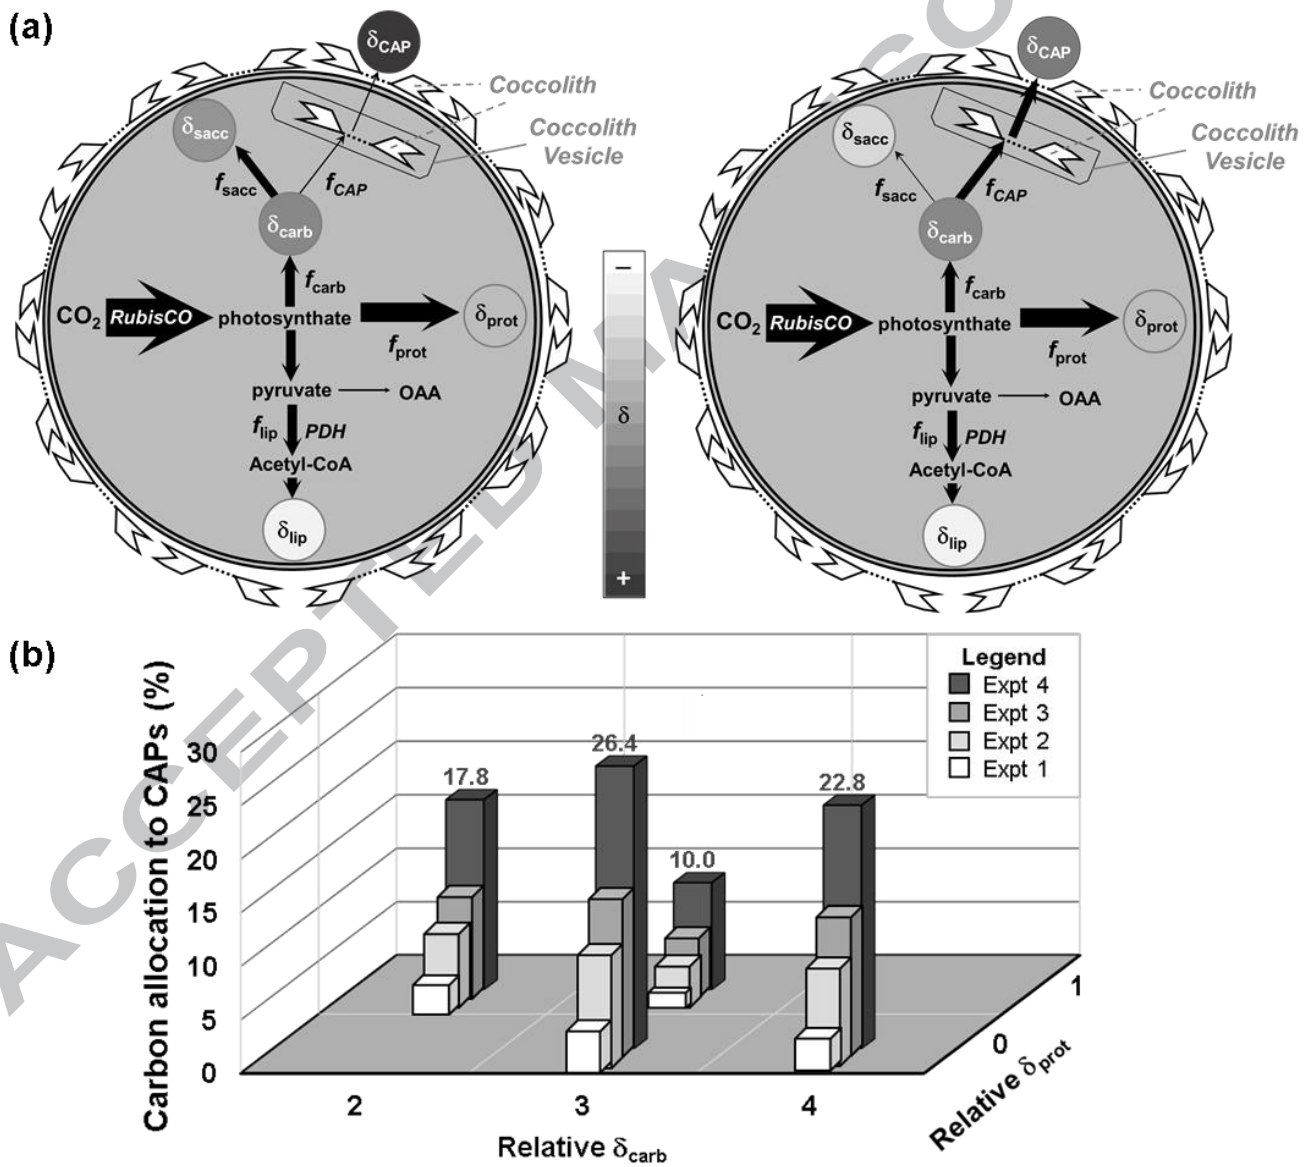 (a)
δCAP
Coccolith
Coccolith
Vesicle
δsacc
fsacc
fCAP
δcarb
fcarb
CO2
RubisCO
photosynthate
δprot
fprot
pyruvate
OAA
flip
PDH
Acetyl-CoA
δlip
–
δ
+
δCAP
Coccolith
Coccolith
Vesicle
δsacc
fsacc
fCAP
δcarb
fcarb
CO2
RubisCO
photosynthate
δprot
fprot
pyruvate
OAA
flip
PDH
Acetyl-CoA
δlip
(b)
Carbon allocation to CAPs (%)
30
25
20
15
10
5
0
17.8
26.4
10.0
22.8
Legend
Expt 4
Expt 3
Expt 2
Expt 1
2
3
4
Relative δcarb
0
1
Relative δprot
ACCEPTED MA
SC